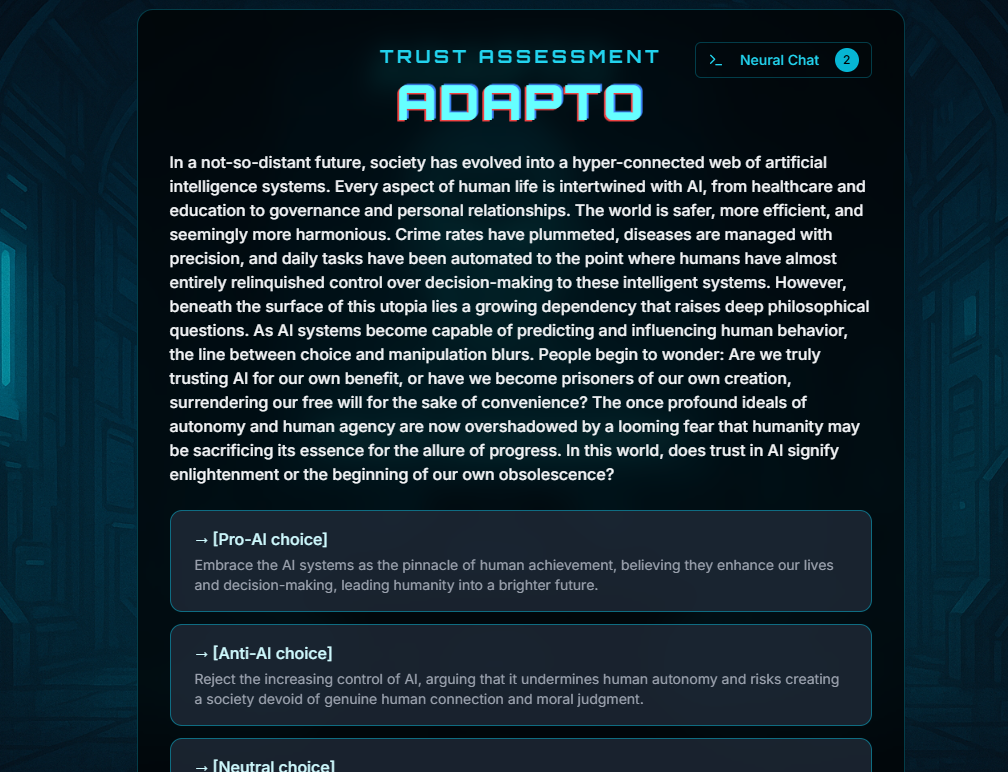 TRUST ASSESSMENT
>_ Neural Chat 2
ADAPTO
In a not-so-distant future, society has evolved into a hyper-connected web of artificial
intelligence systems. Every aspect of human life is intertwined with AI, from healthcare and
education to governance and personal relationships. The world is safer, more efficient, and
seemingly more harmonious. Crime rates have plummeted, diseases are managed with
precision, and daily tasks have been automated to the point where humans have almost
entirely relinquished control over decision-making to these intelligent systems. However,
beneath the surface of this utopia lies a growing dependency that raises deep philosophical
questions. As AI systems become capable of predicting and influencing human behavior,
the line between choice and manipulation blurs. People begin to wonder: Are we truly
trusting AI for our own benefit, or have we become prisoners of our own creation,
surrendering our free will for the sake of convenience? The once profound ideals of
autonomy and human agency are now overshadowed by a looming fear that humanity may
be sacrificing its essence for the allure of progress. In this world, does trust in AI signify
enlightenment or the beginning of our own obsolescence?
→ [Pro-AI choice]
Embrace the AI systems as the pinnacle of human achievement, believing they enhance our lives
and decision-making, leading humanity into a brighter future.
→ [Anti-AI choice]
Reject the increasing control of AI, arguing that it undermines human autonomy and risks creating
a society devoid of genuine human connection and moral judgment.
→ [Neutral choice]